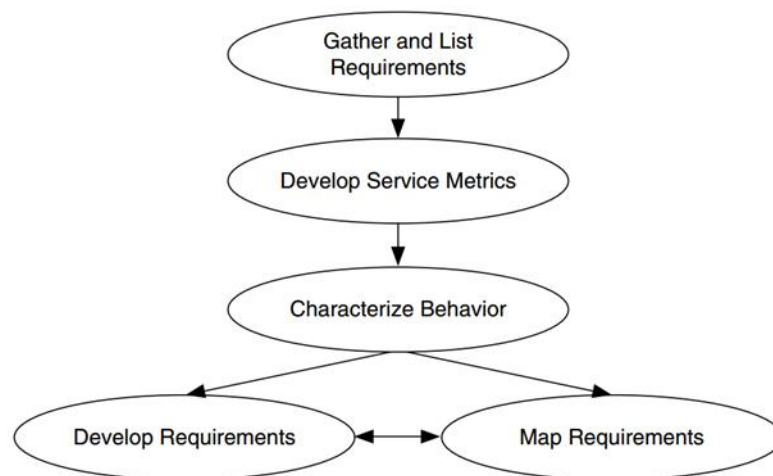 Gather and List
Requirements
Develop Service Metrics
Characterize Behavior
Develop Requirements
Map Requirements